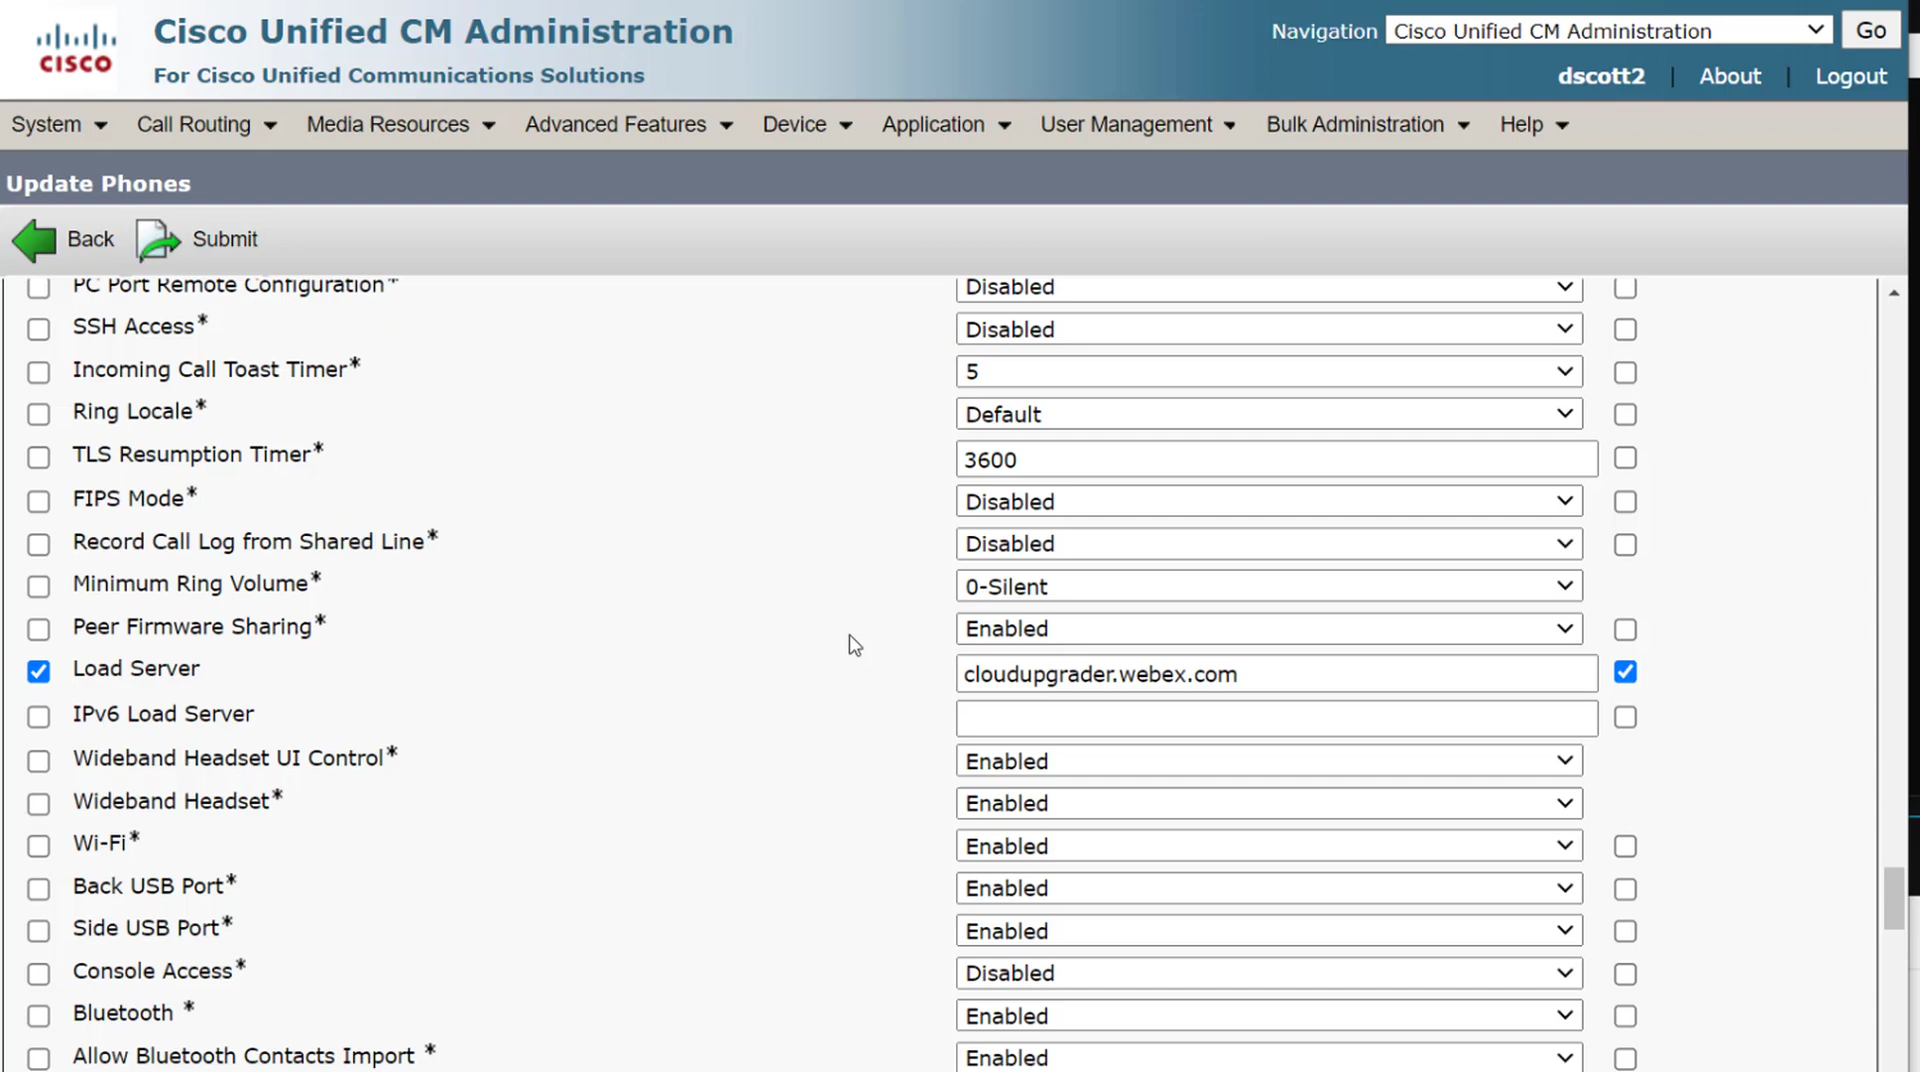 CISCO
Cisco Unified CM Administration
For Cisco Unified Communications Solutions
Navigation Cisco Unified CM Administration Go
dscott2 | About | Logout
System Call Routing Media Resources Advanced Features Device Application User Management Bulk Administration Help
Update Phones
Back Submit
PC Port Remote Configuration* Disabled
SSH Access* Disabled
Incoming Call Toast Timer* 5
Ring Locale* Default
TLS Resumption Timer* 3600
FIPS Mode* Disabled
Record Call Log from Shared Line* Disabled
Minimum Ring Volume* 0-Silent
Peer Firmware Sharing* Enabled
Load Server cloudupgrader.webex.com
IPv6 Load Server
Wideband Headset UI Control* Enabled
Wideband Headset* Enabled
Wi-Fi* Enabled
Back USB Port* Enabled
Side USB Port* Enabled
Console Access* Disabled
Bluetooth * Enabled
Allow Bluetooth Contacts Import * Enabled